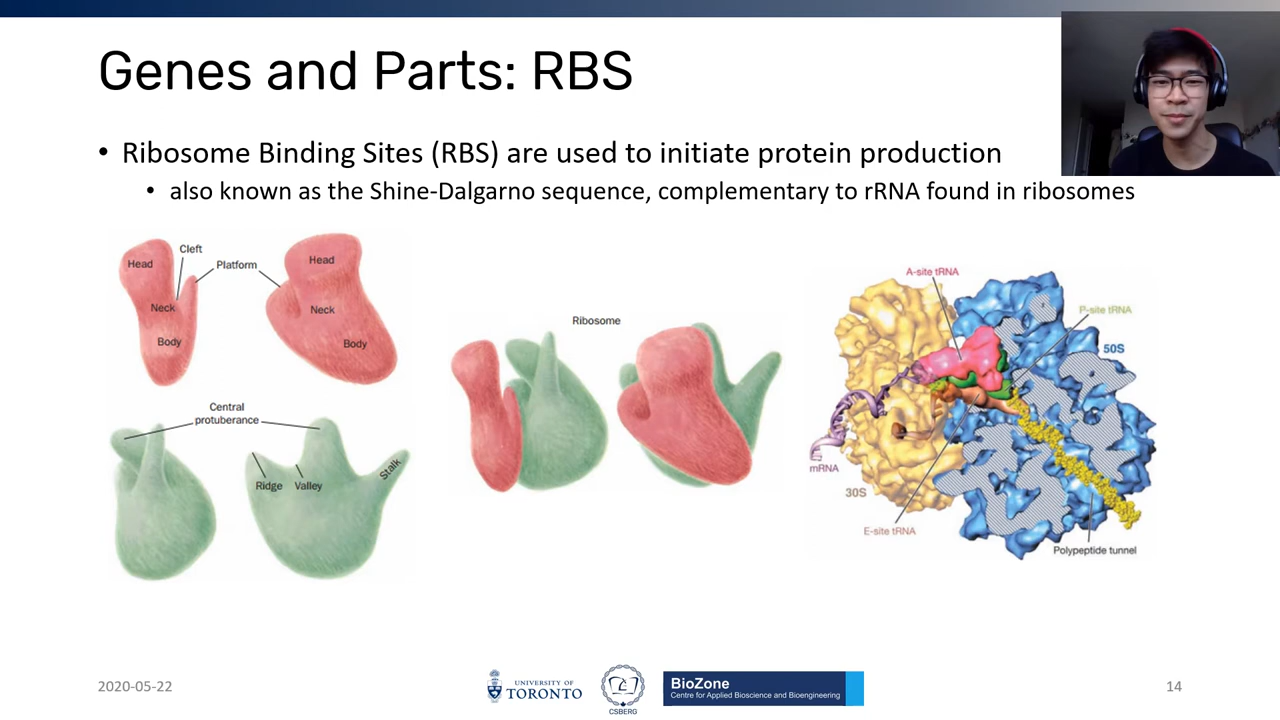 Genes and Parts: RBS
• Ribosome Binding Sites (RBS) are used to initiate protein production
• also known as the Shine-Dalgarno sequence, complementary to rRNA found in ribosomes
Cleft
Head
Platform
Head
Neck
Neck
Body
Body
Central
protuberance
Ridge
Valley
Stalk
Ribosome
A-site tRNA
P-site tRNA
50S
mRNA
30S
E-site tRNA
Polypeptide tunnel
2020-05-22
UNIVERSITY OF
TORONTO
CSBERG
BioZone
Centre for Applied Bioscience and Bioengineering
14